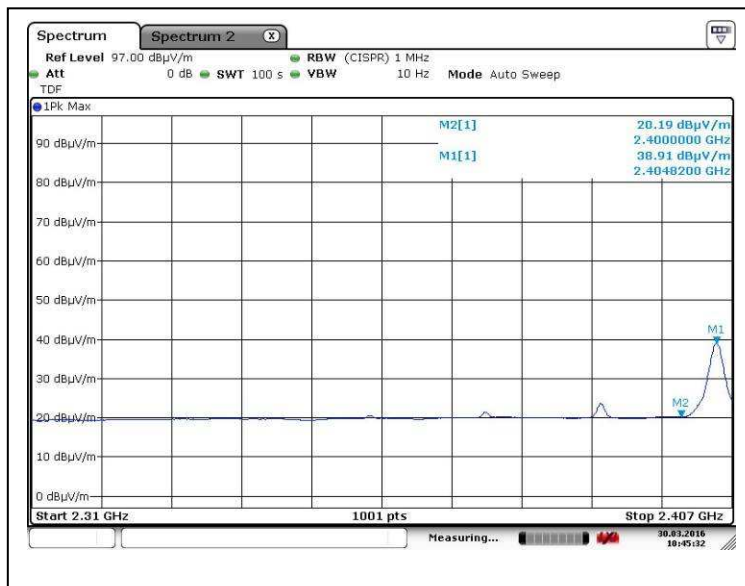 Spectrum Spectrum 2 X
Ref Level 97.00 dBµV/m RBW (CISPR) 1 MHz
Att 0 dB SWT 100 s VBW 10 Hz Mode Auto Sweep
TDF
1Pk Max
M2[1] 20.19 dBµV/m
2.4000000 GHz
M1[1] 38.91 dBµV/m
2.4048200 GHz
90 dBµV/m
80 dBµV/m
70 dBµV/m
60 dBµV/m
50 dBµV/m
40 dBµV/m
M1
30 dBµV/m
M2
20 dBµV/m
10 dBµV/m
0 dBµV/m
Start 2.31 GHz 1001 pts Stop 2.407 GHz
Measuring... 30.03.2016
10:45:32